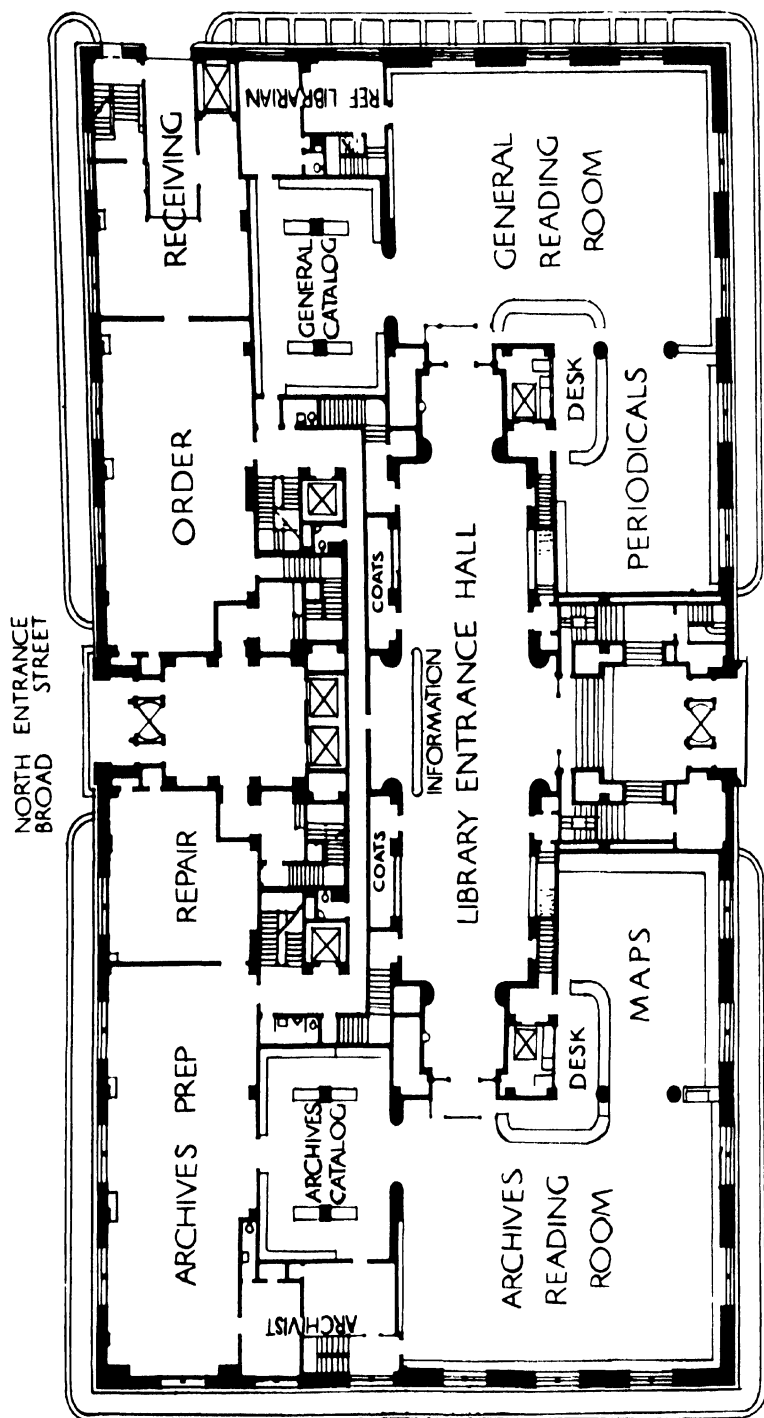 NORTH ENTRANCE
BROAD STREET
ARCHIVES PREP
REPAIR
ORDER
RECEIVING
ARCHIVIST
ARCHIVES
CATALOG
COATS
COATS
GENERAL
CATALOG
REF LIBRARIAN
INFORMATION
LIBRARY ENTRANCE HALL
ARCHIVES
READING
ROOM
DESK
MAPS
DESK
PERIODICALS
GENERAL
READING
ROOM